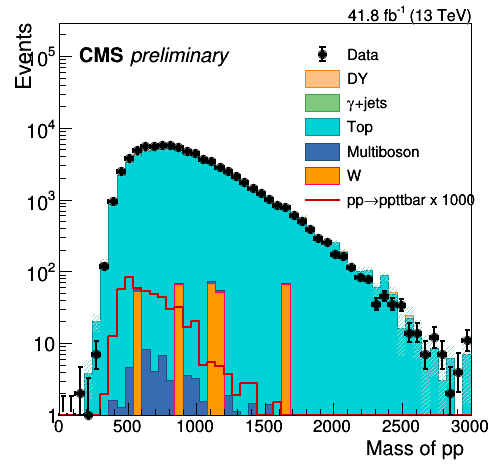 41.8 fb⁻¹ (13 TeV)
Events
CMS preliminary
Data
DY
γ+jets
Top
Multiboson
W
pp→ppttbar x 1000
10⁵
10⁴
10³
10²
10
1
0 500 1000 1500 2000 2500 3000
Mass of pp